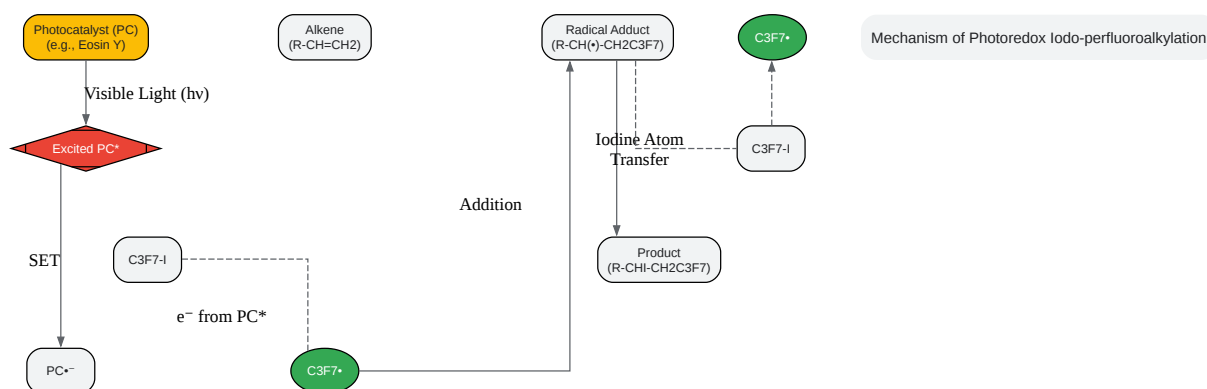 Photocatalyst (PC)
(e.g., Eosin Y)
Alkene
(R-CH=CH2)
Radical Adduct
(R-CH(•)-CH2C3F7)
C3F7•
Mechanism of Photoredox Iodo-perfluoroalkylation
Visible Light (hν)
Excited PC*
Iodine Atom
Transfer
C3F7-I
Addition
SET
C3F7-I
Product
(R-CHI-CH2C3F7)
e⁻ from PC*
PC•⁻
C3F7•